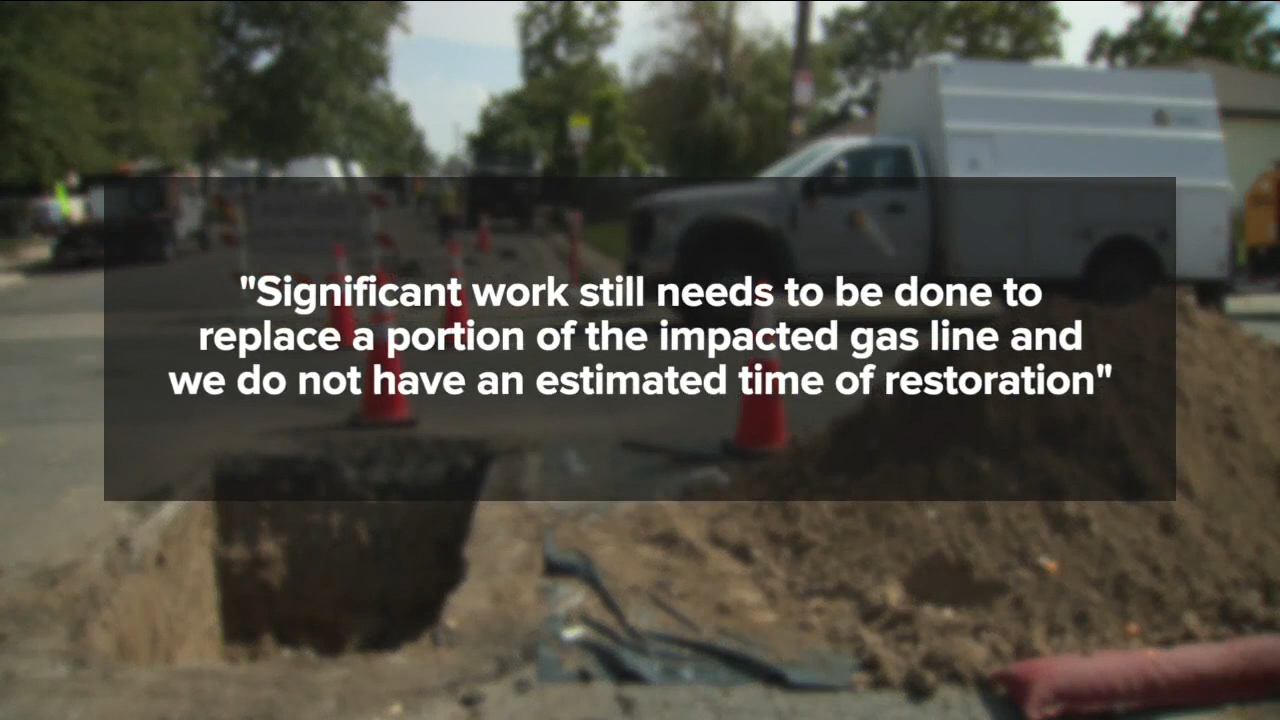 "Significant work still needs to be done to
replace a portion of the impacted gas line and
we do not have an estimated time of restoration"